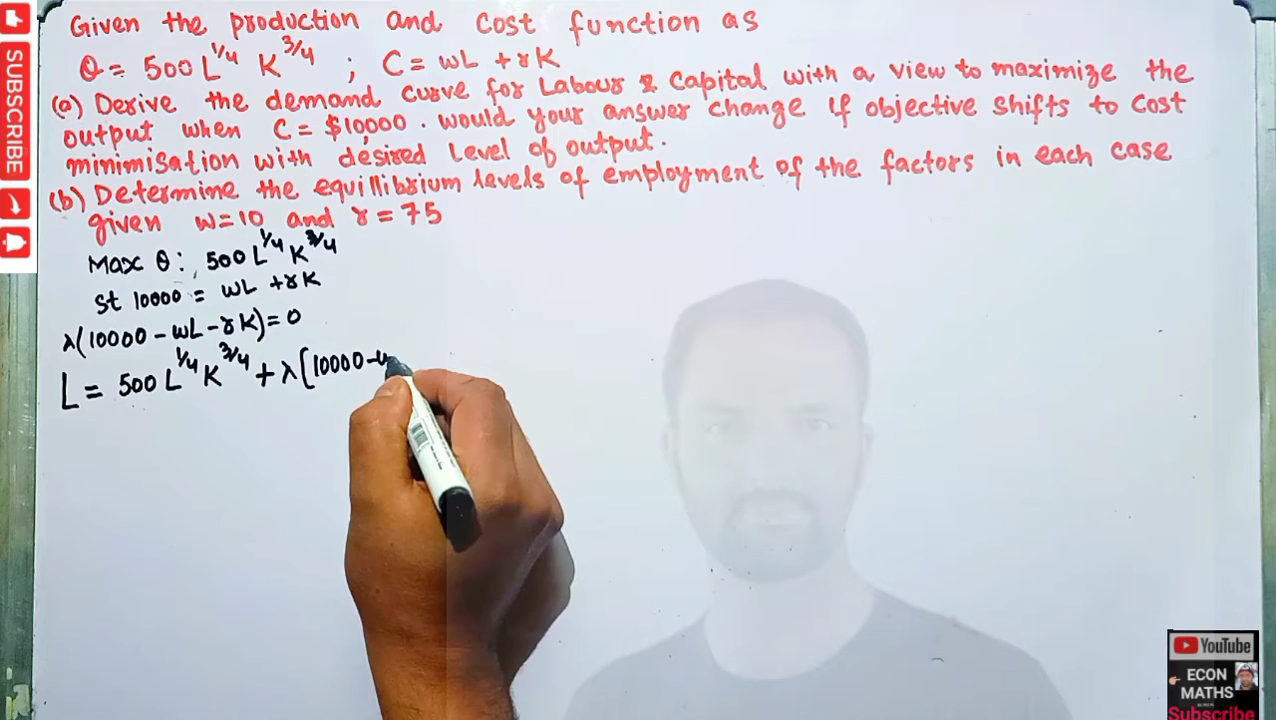 SUBSCRIBE
Given the production and cost function as
Q = 500 L^1/4 K^3/4 ; C = wL + rK
(a) Derive the demand curve for Labour & Capital with a view to maximize the
output when C = $10,000. would your answer change if objective shifts to cost
minimisation with desired Level of output.
(b) Determine the equillibrium levels of employment of the factors in each case
given w=10 and r = 75
Max Q: 500 L^1/4 K^3/4
St 10000 = wL + rK
λ(10000 - wL - rK) = 0
L = 500 L^1/4 K^3/4 + λ[10000-w
YouTube
ECON
MATHS
Subscribe